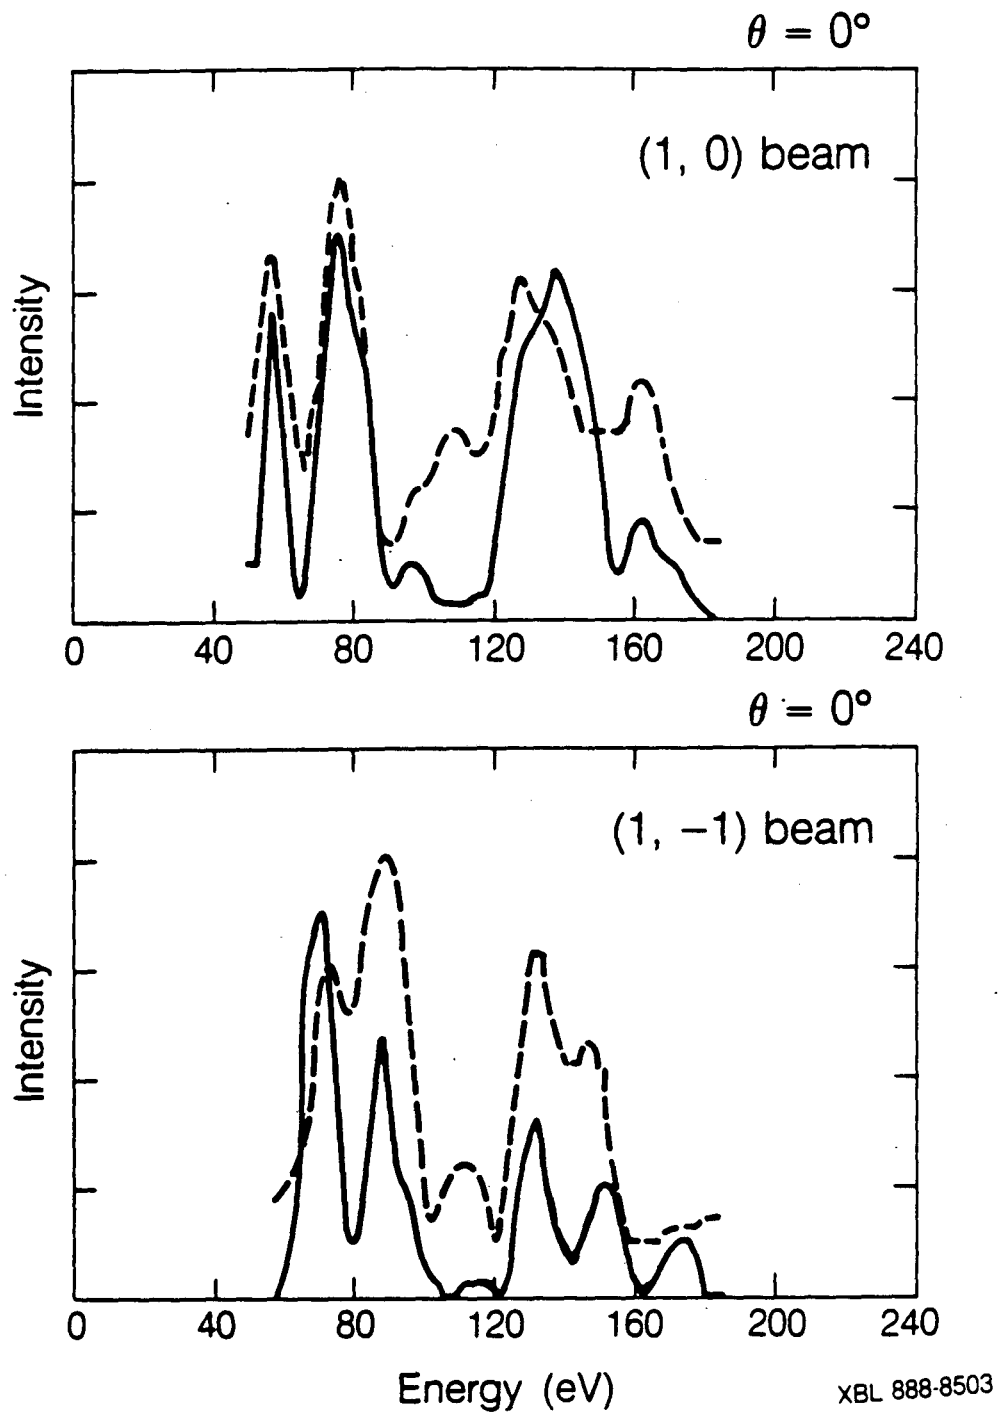 θ = 0°
(1, 0) beam
Intensity
0 40 80 120 160 200 240
θ = 0°
(1, −1) beam
Intensity
0 40 80 120 160 200 240
Energy (eV)
XBL 888-8503